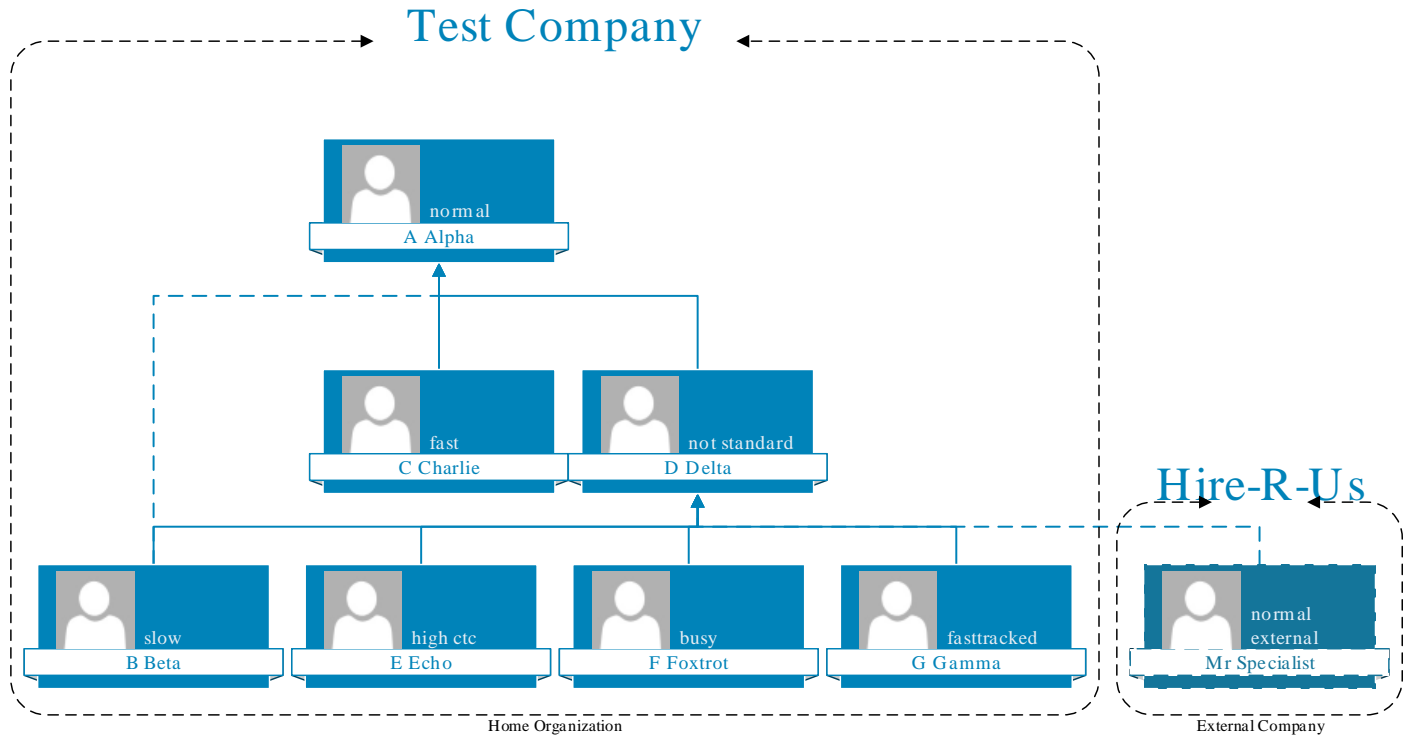 Test Company
normal
A Alpha
fast
C Charlie
not standard
D Delta
Hire-R-Us
slow
B Beta
high ctc
E Echo
busy
F Foxtrot
fasttracked
G Gamma
normal
external
Mr Specialist
Home Organization
External Company